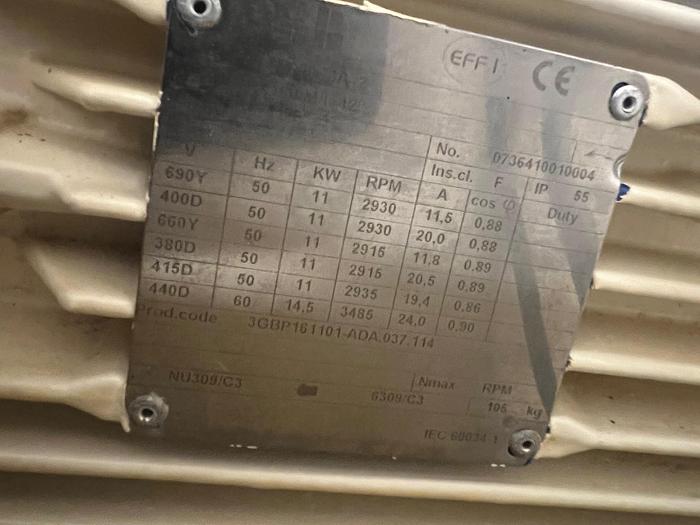 EFF I CE
No. 0736410010004
Ins.cl. F IP 55
V Hz KW RPM A cos φ Duty
690Y 50 11 2930 11,5 0,88
400D 50 11 2930 20,0 0,88
660Y 50 11 2915 11,8 0,89
380D 50 11 2915 20,5 0,89
415D 50 11 2935 19,4 0,86
440D 60 14,5 3485 24,0 0,90
Prod.code 3GBP161101-ADA.037.114
Nmax RPM
NU309/C3 6309/C3 105 kg
IEC 60034-1